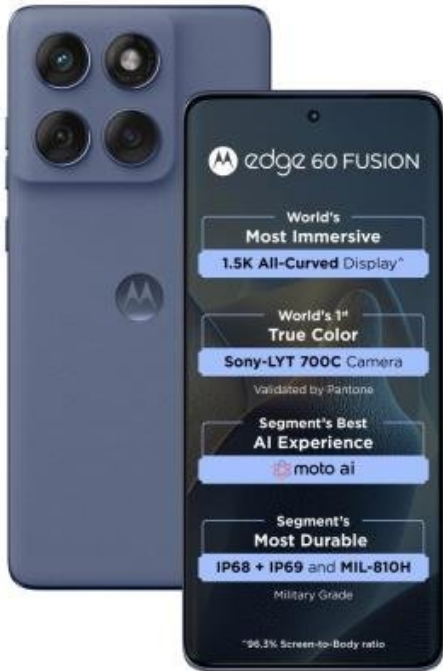 edge 60 FUSION
World's
Most Immersive
1.5K All-Curved Display^
World's 1st
True Color
Sony-LYT 700C Camera
Validated by Pantone
Segment's Best
AI Experience
moto ai
Segment's
Most Durable
IP68 + IP69 and MIL-810H
Military Grade
^96.3% Screen-to-Body ratio